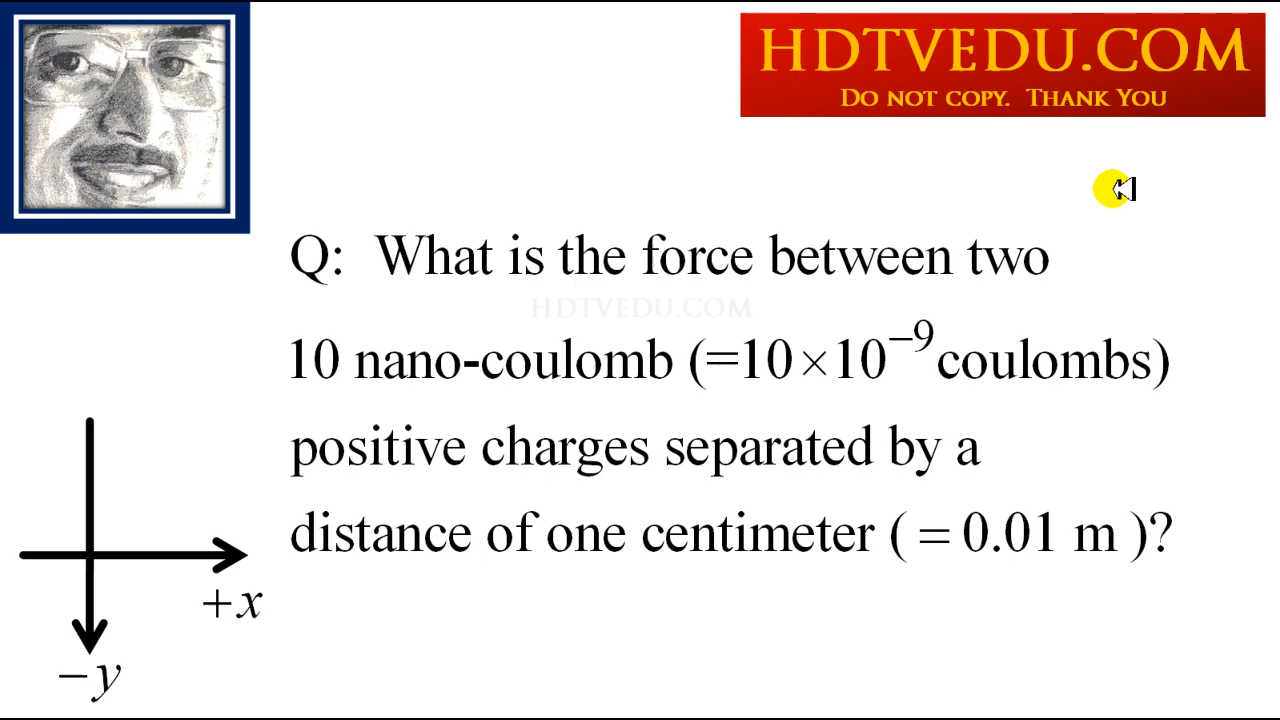 HDTVEDU.COM
DO NOT COPY. THANK YOU
Q: What is the force between two
HDTVEDU.COM
10 nano-coulomb (=10×10⁻⁹coulombs)
positive charges separated by a
distance of one centimeter ( = 0.01 m )?
+x
−y